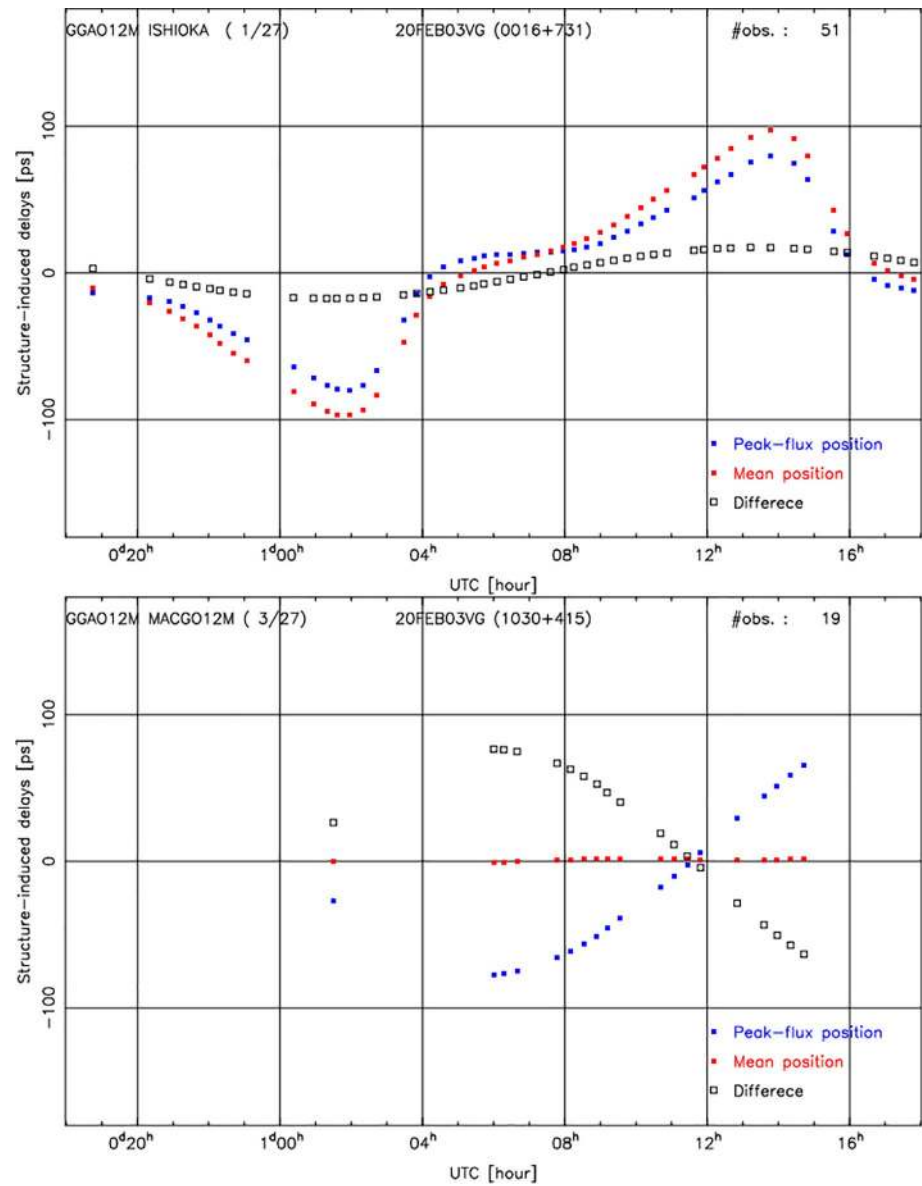 GGAO12M ISHIOKA ( 1/27) 20FEB03VG (0016+731) #obs. : 51
100
0
-100
Structure-induced delays [ps]
Peak-flux position
Mean position
Differece
0d20h 1d00h 04h 08h 12h 16h
UTC [hour]
GGAO12M MACGO12M ( 3/27) 20FEB03VG (1030+415) #obs. : 19
100
0
-100
Structure-induced delays [ps]
Peak-flux position
Mean position
Differece
0d20h 1d00h 04h 08h 12h 16h
UTC [hour]